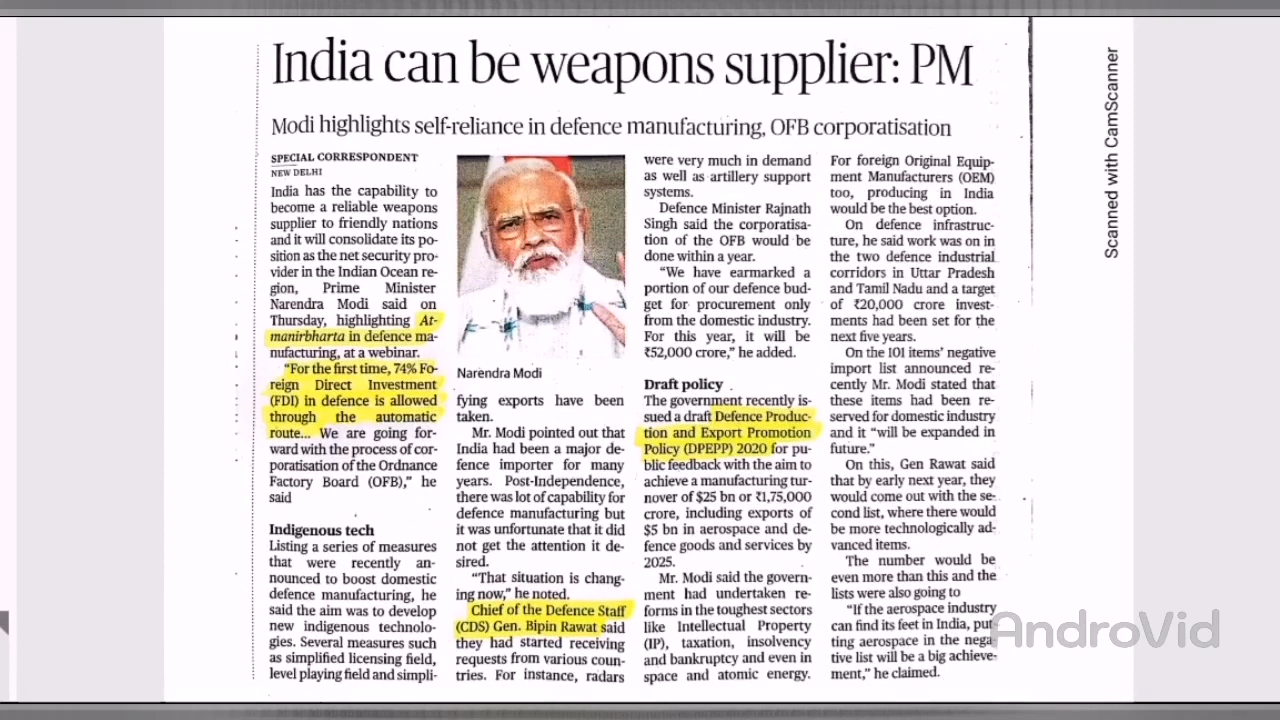 India can be weapons supplier: PM
Modi highlights self-reliance in defence manufacturing, OFB corporatisation
SPECIAL CORRESPONDENT
NEW DELHI
India has the capability to
become a reliable weapons
supplier to friendly nations
and it will consolidate its po-
sition as the net security pro-
vider in the Indian Ocean re-
gion, Prime Minister
Narendra Modi said on
Thursday, highlighting At-
manirbharta in defence ma-
nufacturing, at a webinar.
“For the first time, 74% Fo-
reign Direct Investment
(FDI) in defence is allowed
through the automatic
route... We are going for-
ward with the process of cor-
poratisation of the Ordnance
Factory Board (OFB),” he
said
Indigenous tech
Listing a series of measures
that were recently an-
nounced to boost domestic
defence manufacturing, he
said the aim was to develop
new indigenous technolo-
gies. Several measures such
as simplified licensing field,
level playing field and simpli-
Narendra Modi
fying exports have been
taken.
Mr. Modi pointed out that
India had been a major de-
fence importer for many
years. Post-Independence,
there was lot of capability for
defence manufacturing but
it was unfortunate that it did
not get the attention it de-
sired.
“That situation is chang-
ing now,” he noted.
Chief of the Defence Staff
(CDS) Gen. Bipin Rawat said
they had started receiving
requests from various coun-
tries. For instance, radars
were very much in demand
as well as artillery support
systems.
Defence Minister Rajnath
Singh said the corporatisa-
tion of the OFB would be
done within a year.
“We have earmarked a
portion of our defence bud-
get for procurement only
from the domestic industry.
For this year, it will be
₹52,000 crore,” he added.
Draft policy
The government recently is-
sued a draft Defence Produc-
tion and Export Promotion
Policy (DPEPP) 2020 for pu-
blic feedback with the aim to
achieve a manufacturing tur-
nover of $25 bn or ₹1,75,000
crore, including exports of
$5 bn in aerospace and de-
fence goods and services by
2025.
Mr. Modi said the govern-
ment had undertaken re-
forms in the toughest sectors
like Intellectual Property
(IP), taxation, insolvency
and bankruptcy and even in
space and atomic energy.
For foreign Original Equip-
ment Manufacturers (OEM)
too, producing in India
would be the best option.
On defence infrastruc-
ture, he said work was on in
the two defence industrial
corridors in Uttar Pradesh
and Tamil Nadu and a target
of ₹20,000 crore invest-
ments had been set for the
next five years.
On the 101 items’ negative
import list announced re-
cently Mr. Modi stated that
these items had been re-
served for domestic industry
and it “will be expanded in
future.”
On this, Gen Rawat said
that by early next year, they
would come out with the se-
cond list, where there would
be more technologically ad-
vanced items.
The number would be
even more than this and the
lists were also going to
“If the aerospace industry
can find its feet in India, put-
ting aerospace in the nega-
tive list will be a big achieve-
ment,” he claimed.
Scanned with CamScanner
AndroVid